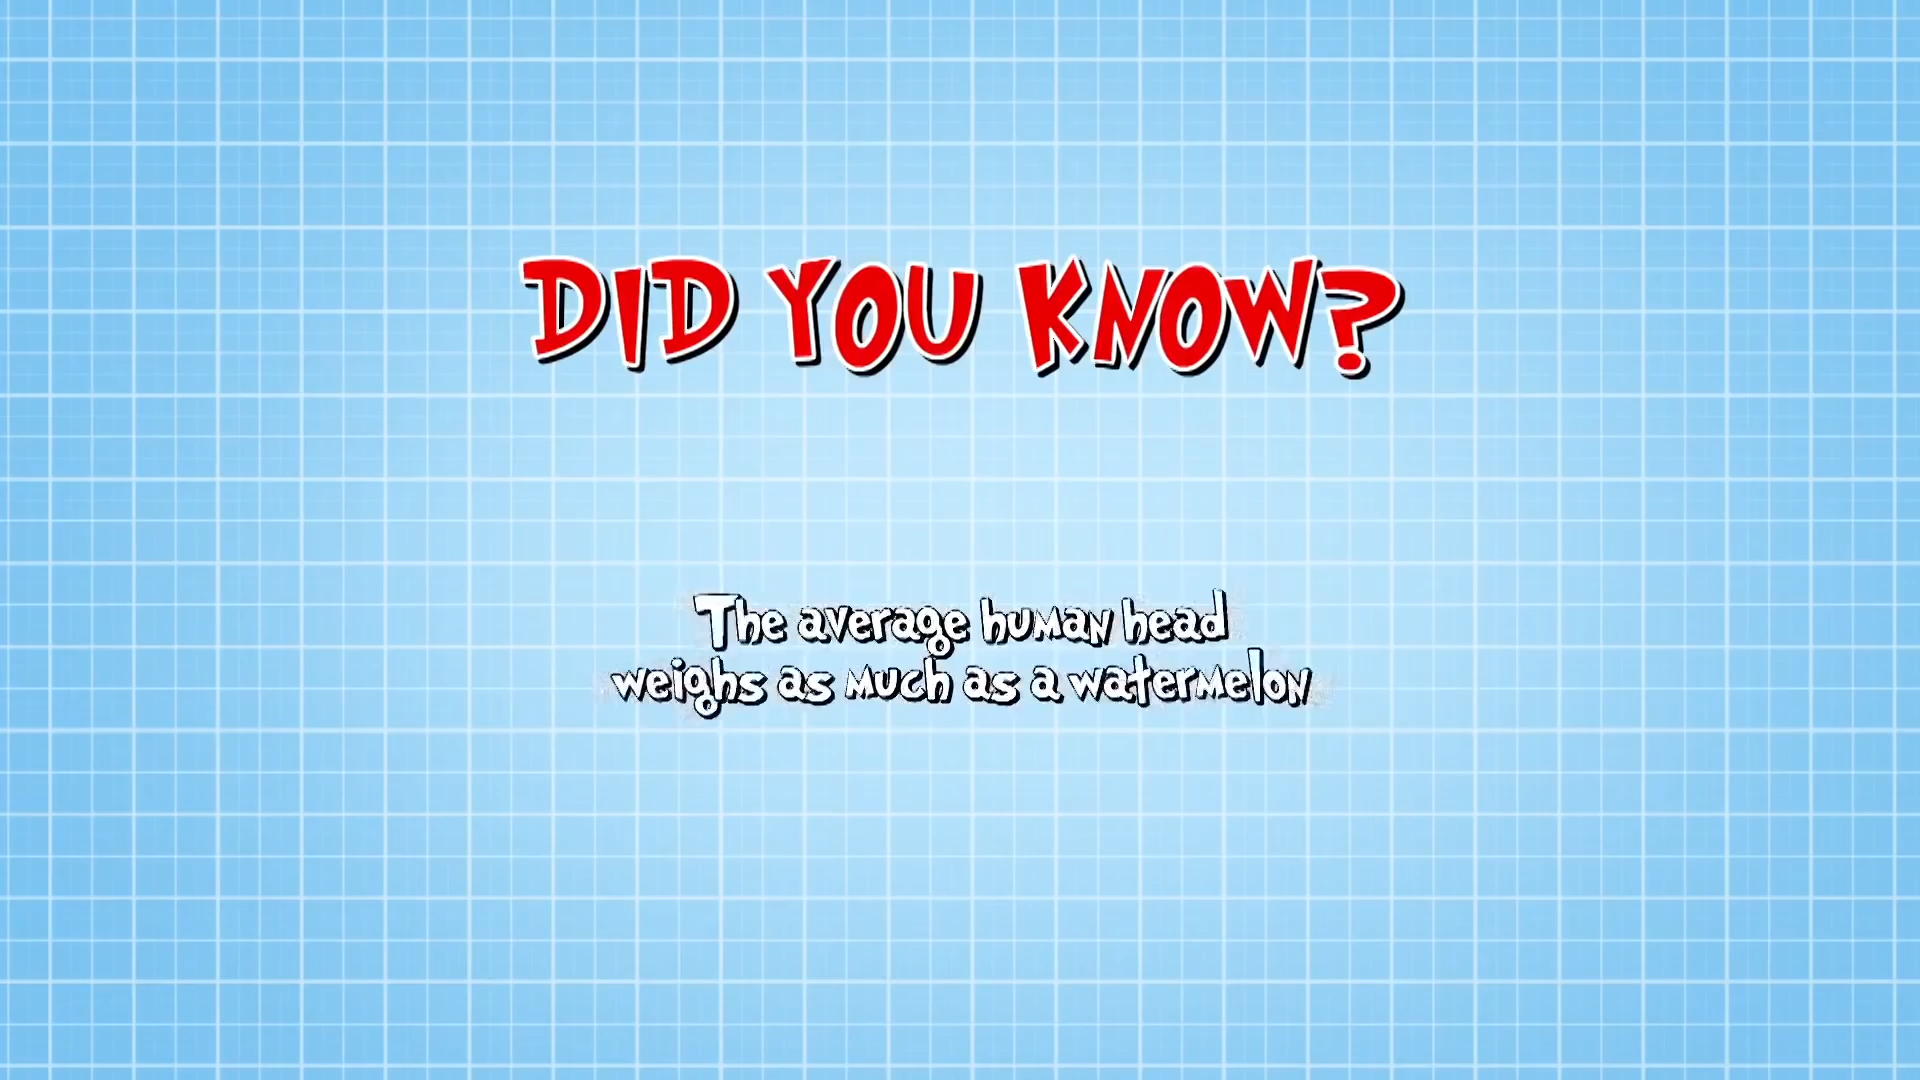 DID YOU KNOW?
The average human head
weighs as much as a watermelon